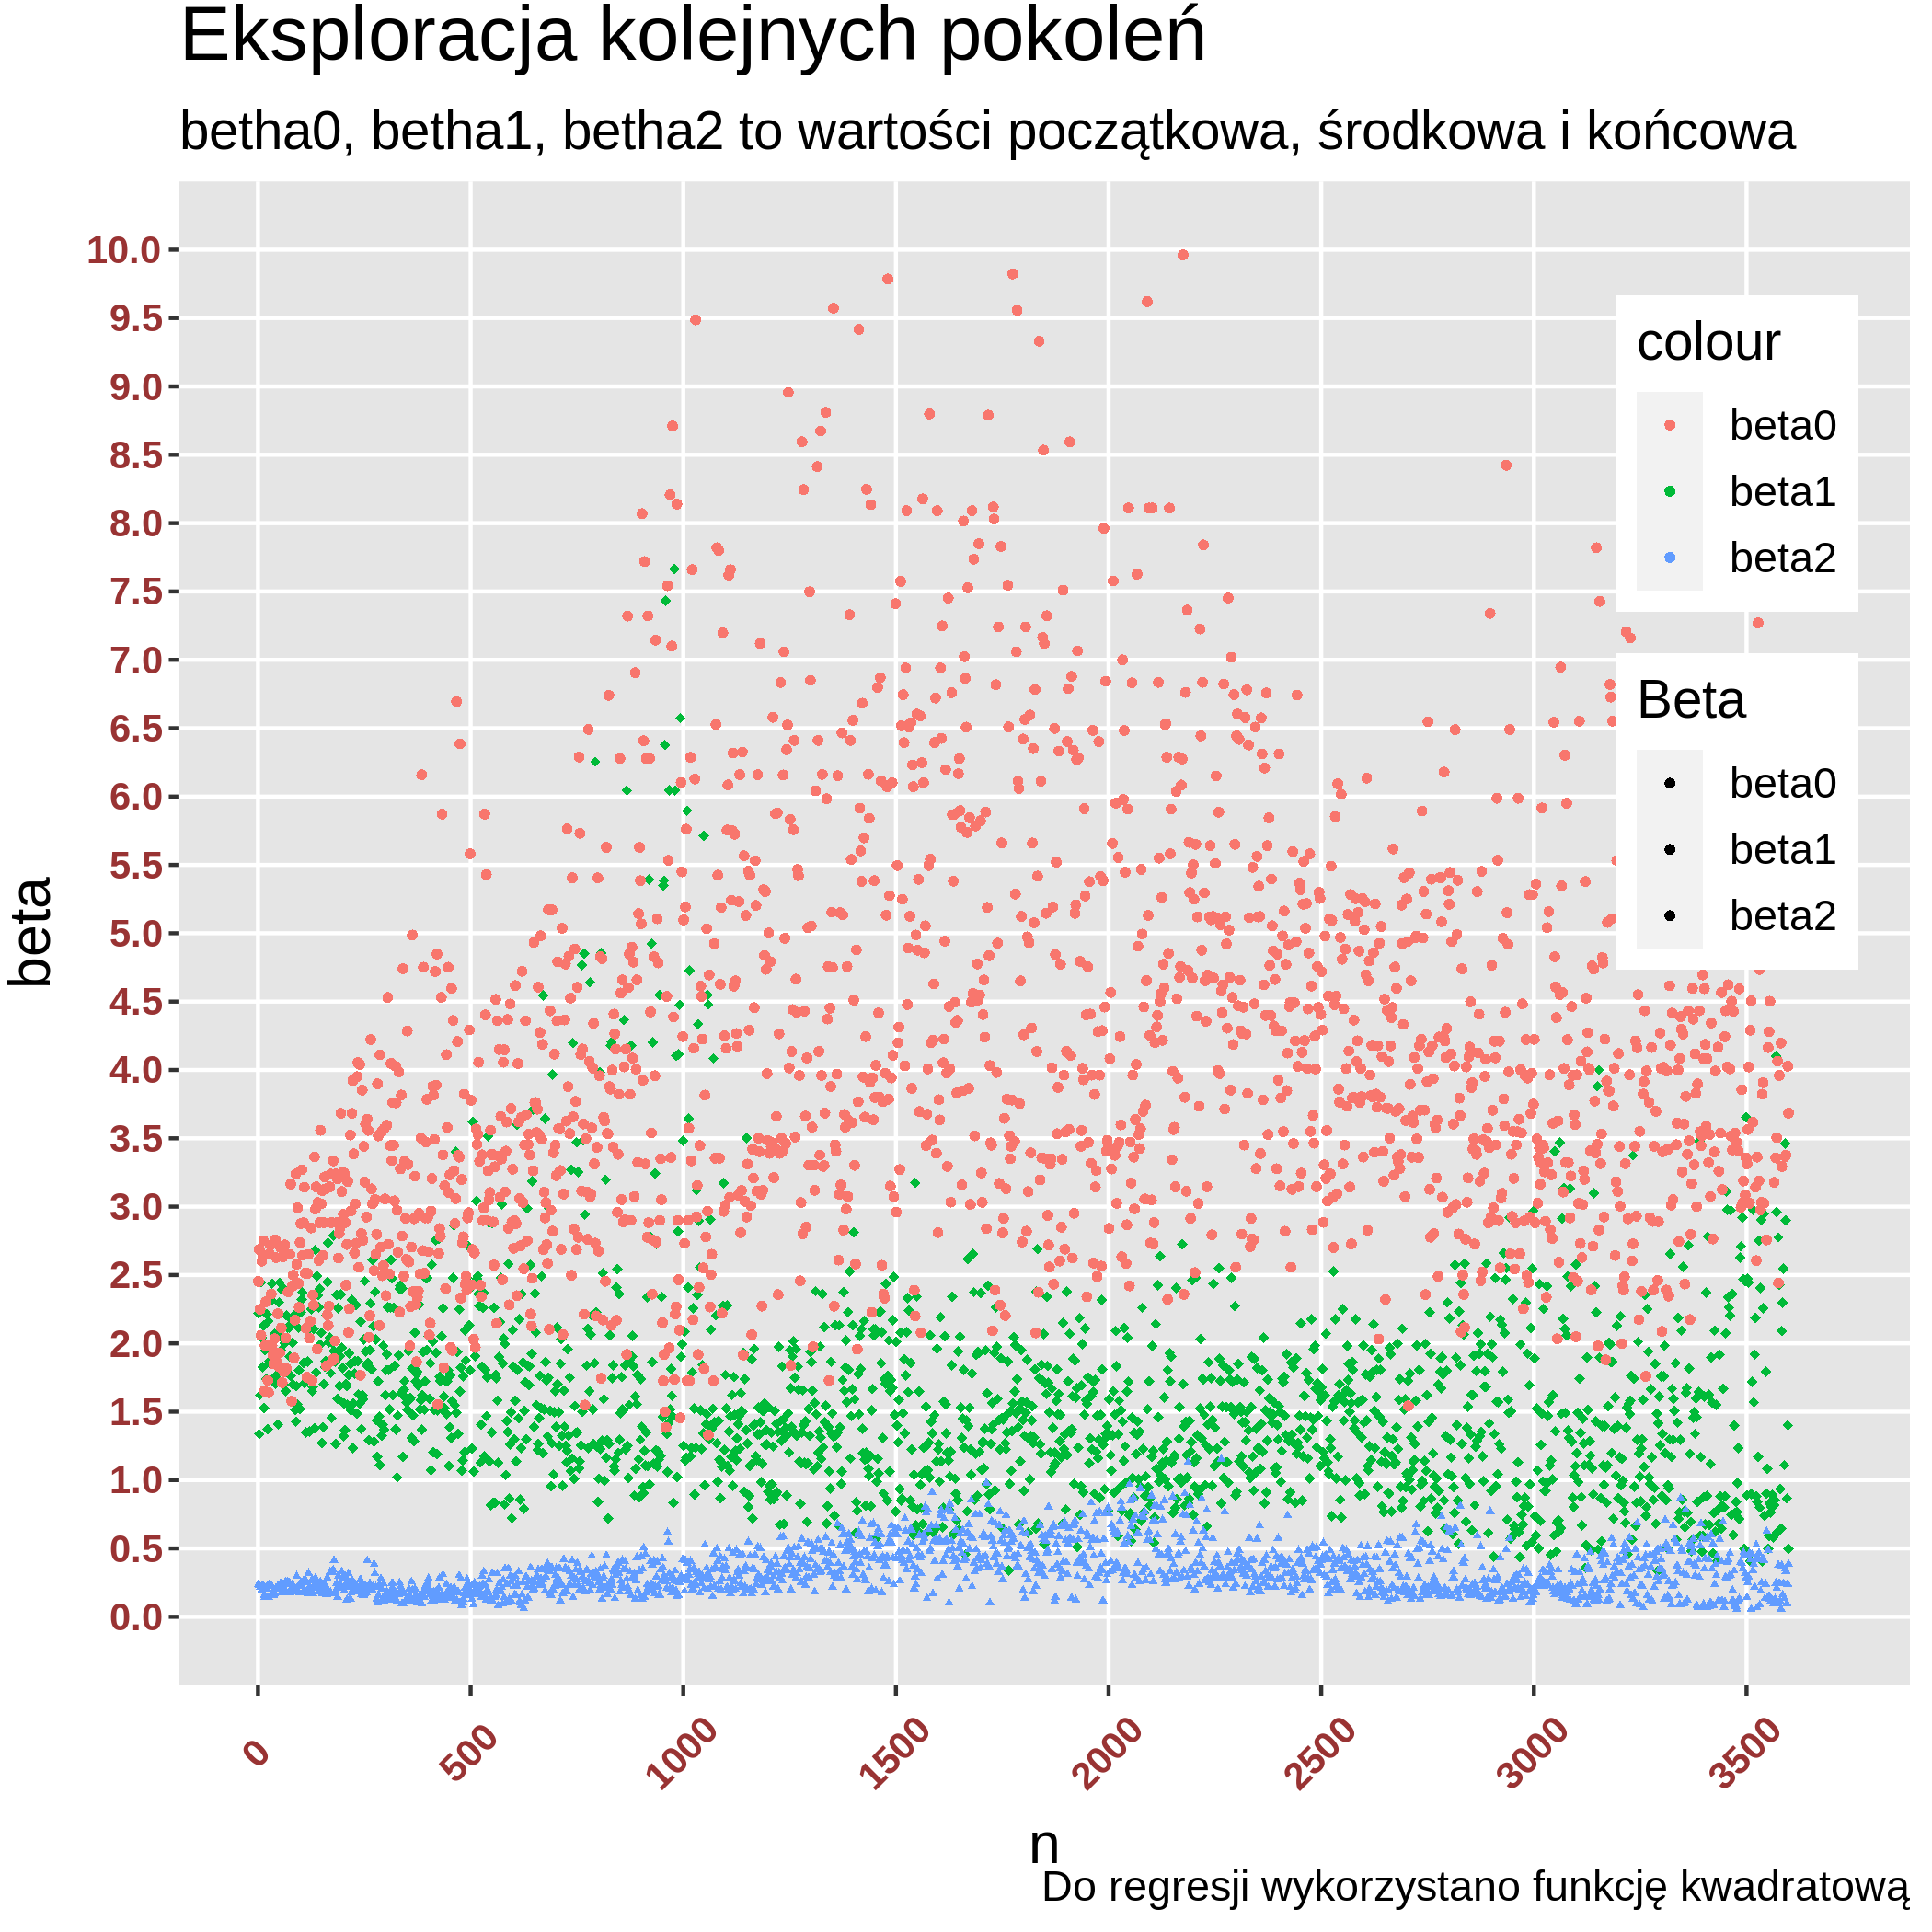 Eksploracja kolejnych pokoleń
betha0, betha1, betha2 to wartości początkowa, środkowa i końcowa
10.0
9.5
9.0
8.5
8.0
7.5
7.0
6.5
6.0
5.5
5.0
4.5
4.0
3.5
3.0
2.5
2.0
1.5
1.0
0.5
0.0
beta
colour
beta0
beta1
beta2
Beta
beta0
beta1
beta2
0
500
1000
1500
2000
2500
3000
3500
n
Do regresji wykorzystano funkcję kwadratową